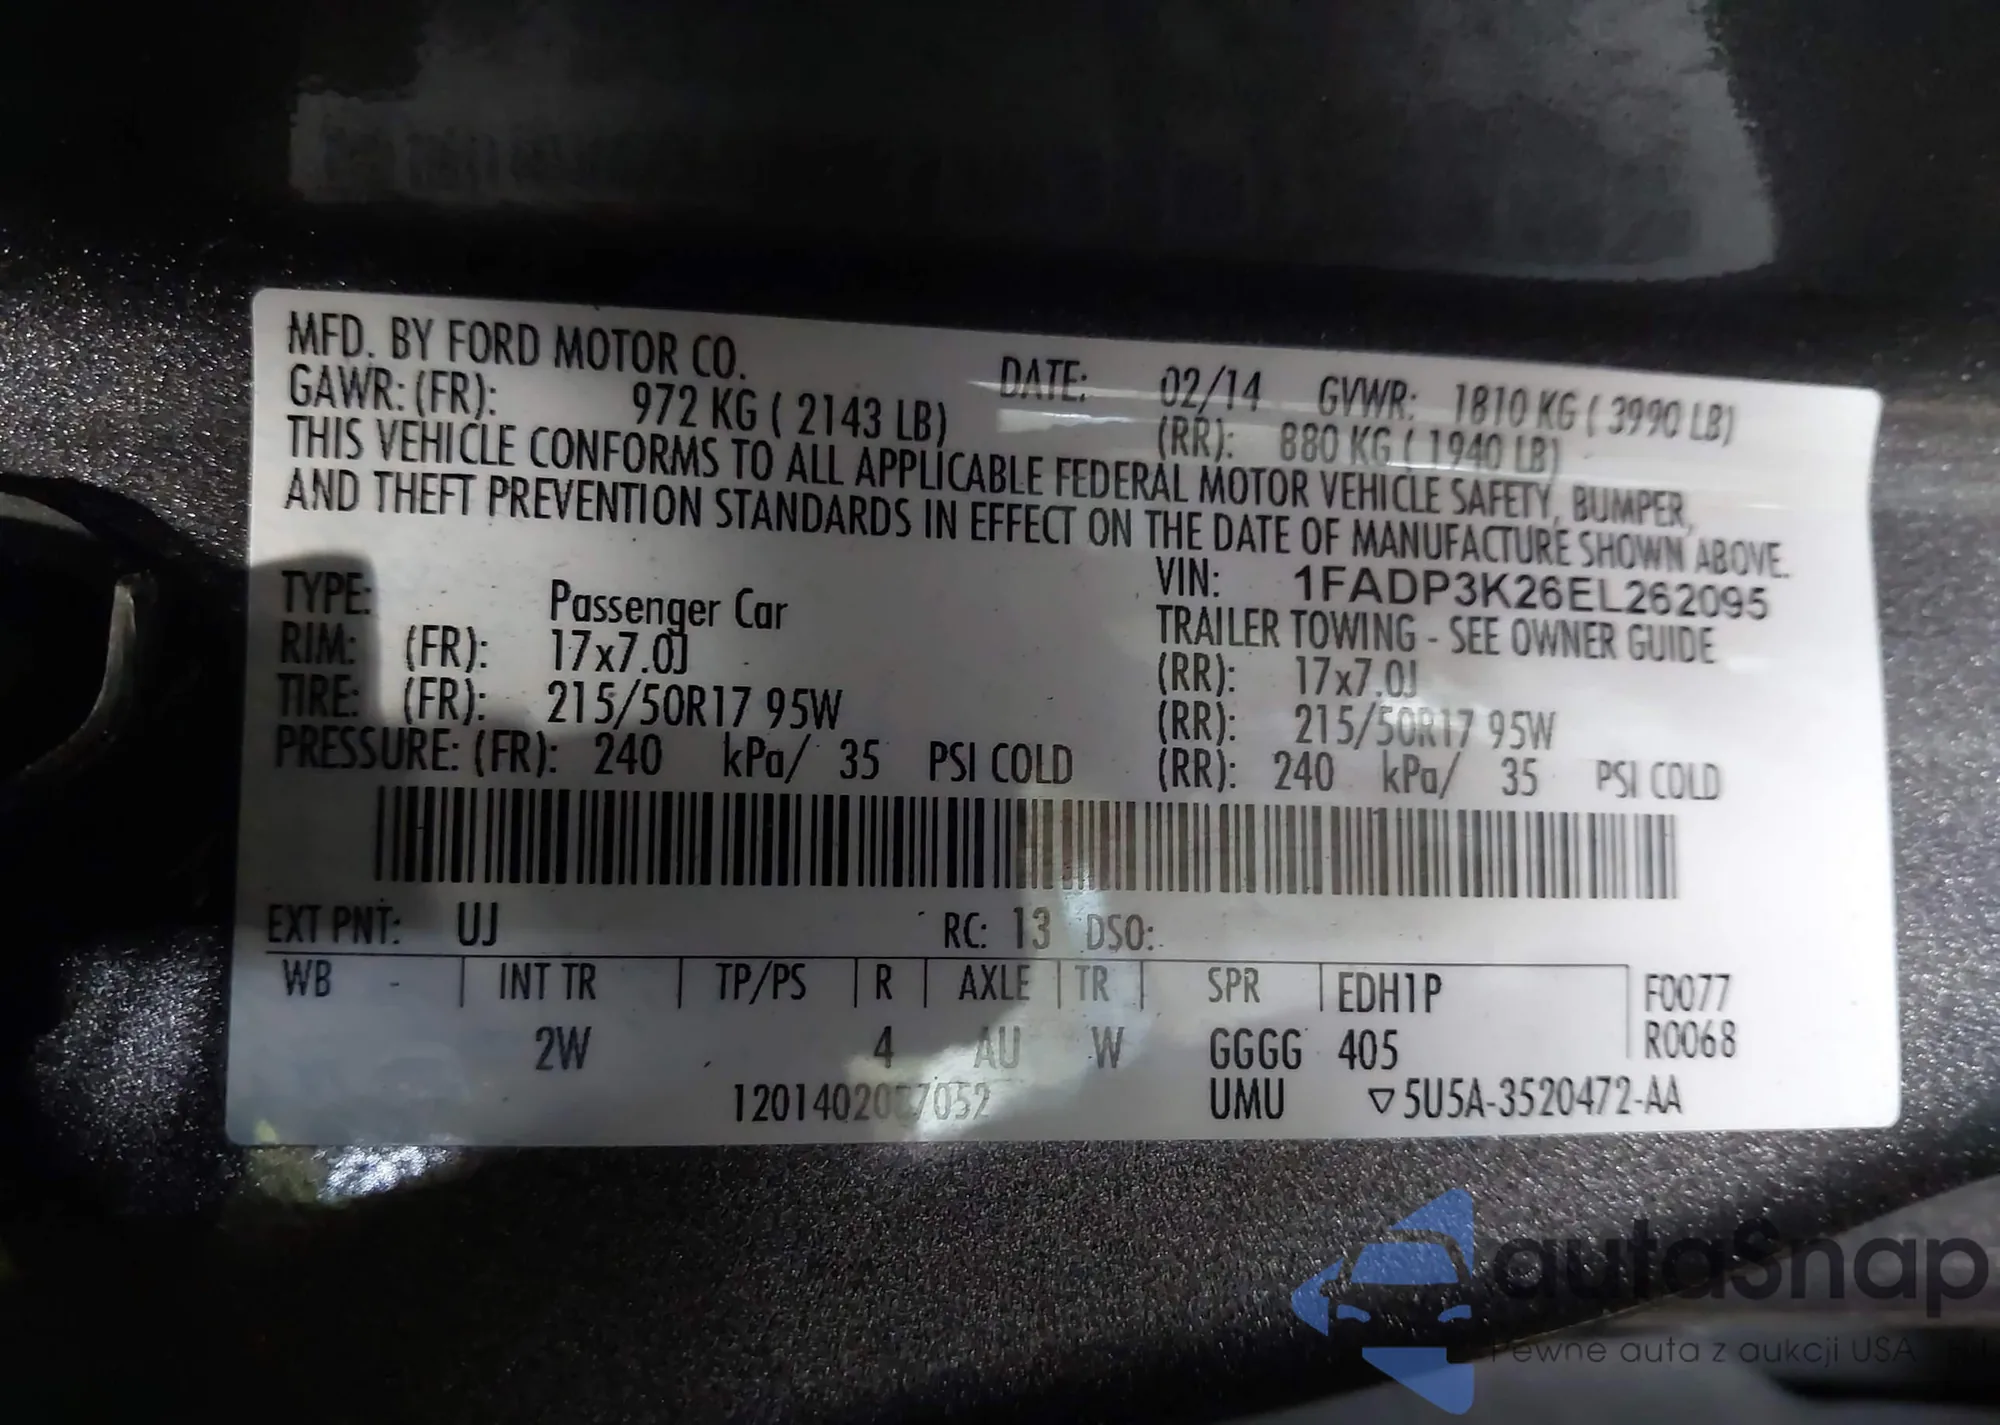 MFD. BY FORD MOTOR CO. DATE: 02/14 GVWR: 1810 KG ( 3990 LB)
GAWR: (FR): 972 KG ( 2143 LB) (RR): 880 KG ( 1940 LB)
THIS VEHICLE CONFORMS TO ALL APPLICABLE FEDERAL MOTOR VEHICLE SAFETY, BUMPER,
AND THEFT PREVENTION STANDARDS IN EFFECT ON THE DATE OF MANUFACTURE SHOWN ABOVE.
VIN: 1FADP3K26EL262095
TYPE: Passenger Car TRAILER TOWING - SEE OWNER GUIDE
RIM: (FR): 17x7.0J (RR): 17x7.0J
TIRE: (FR): 215/50R17 95W (RR): 215/50R17 95W
PRESSURE: (FR): 240 kPa/ 35 PSI COLD (RR): 240 kPa/ 35 PSI COLD
EXT PNT: UJ RC: 13 DSO:
WB - INT TR TP/PS R AXLE TR SPR EDH1P F0077
2W 4 AU W GGGG 405 R0068
UMU ▽5U5A-3520472-AA
autaSnap
Pewne auta z aukcji USA